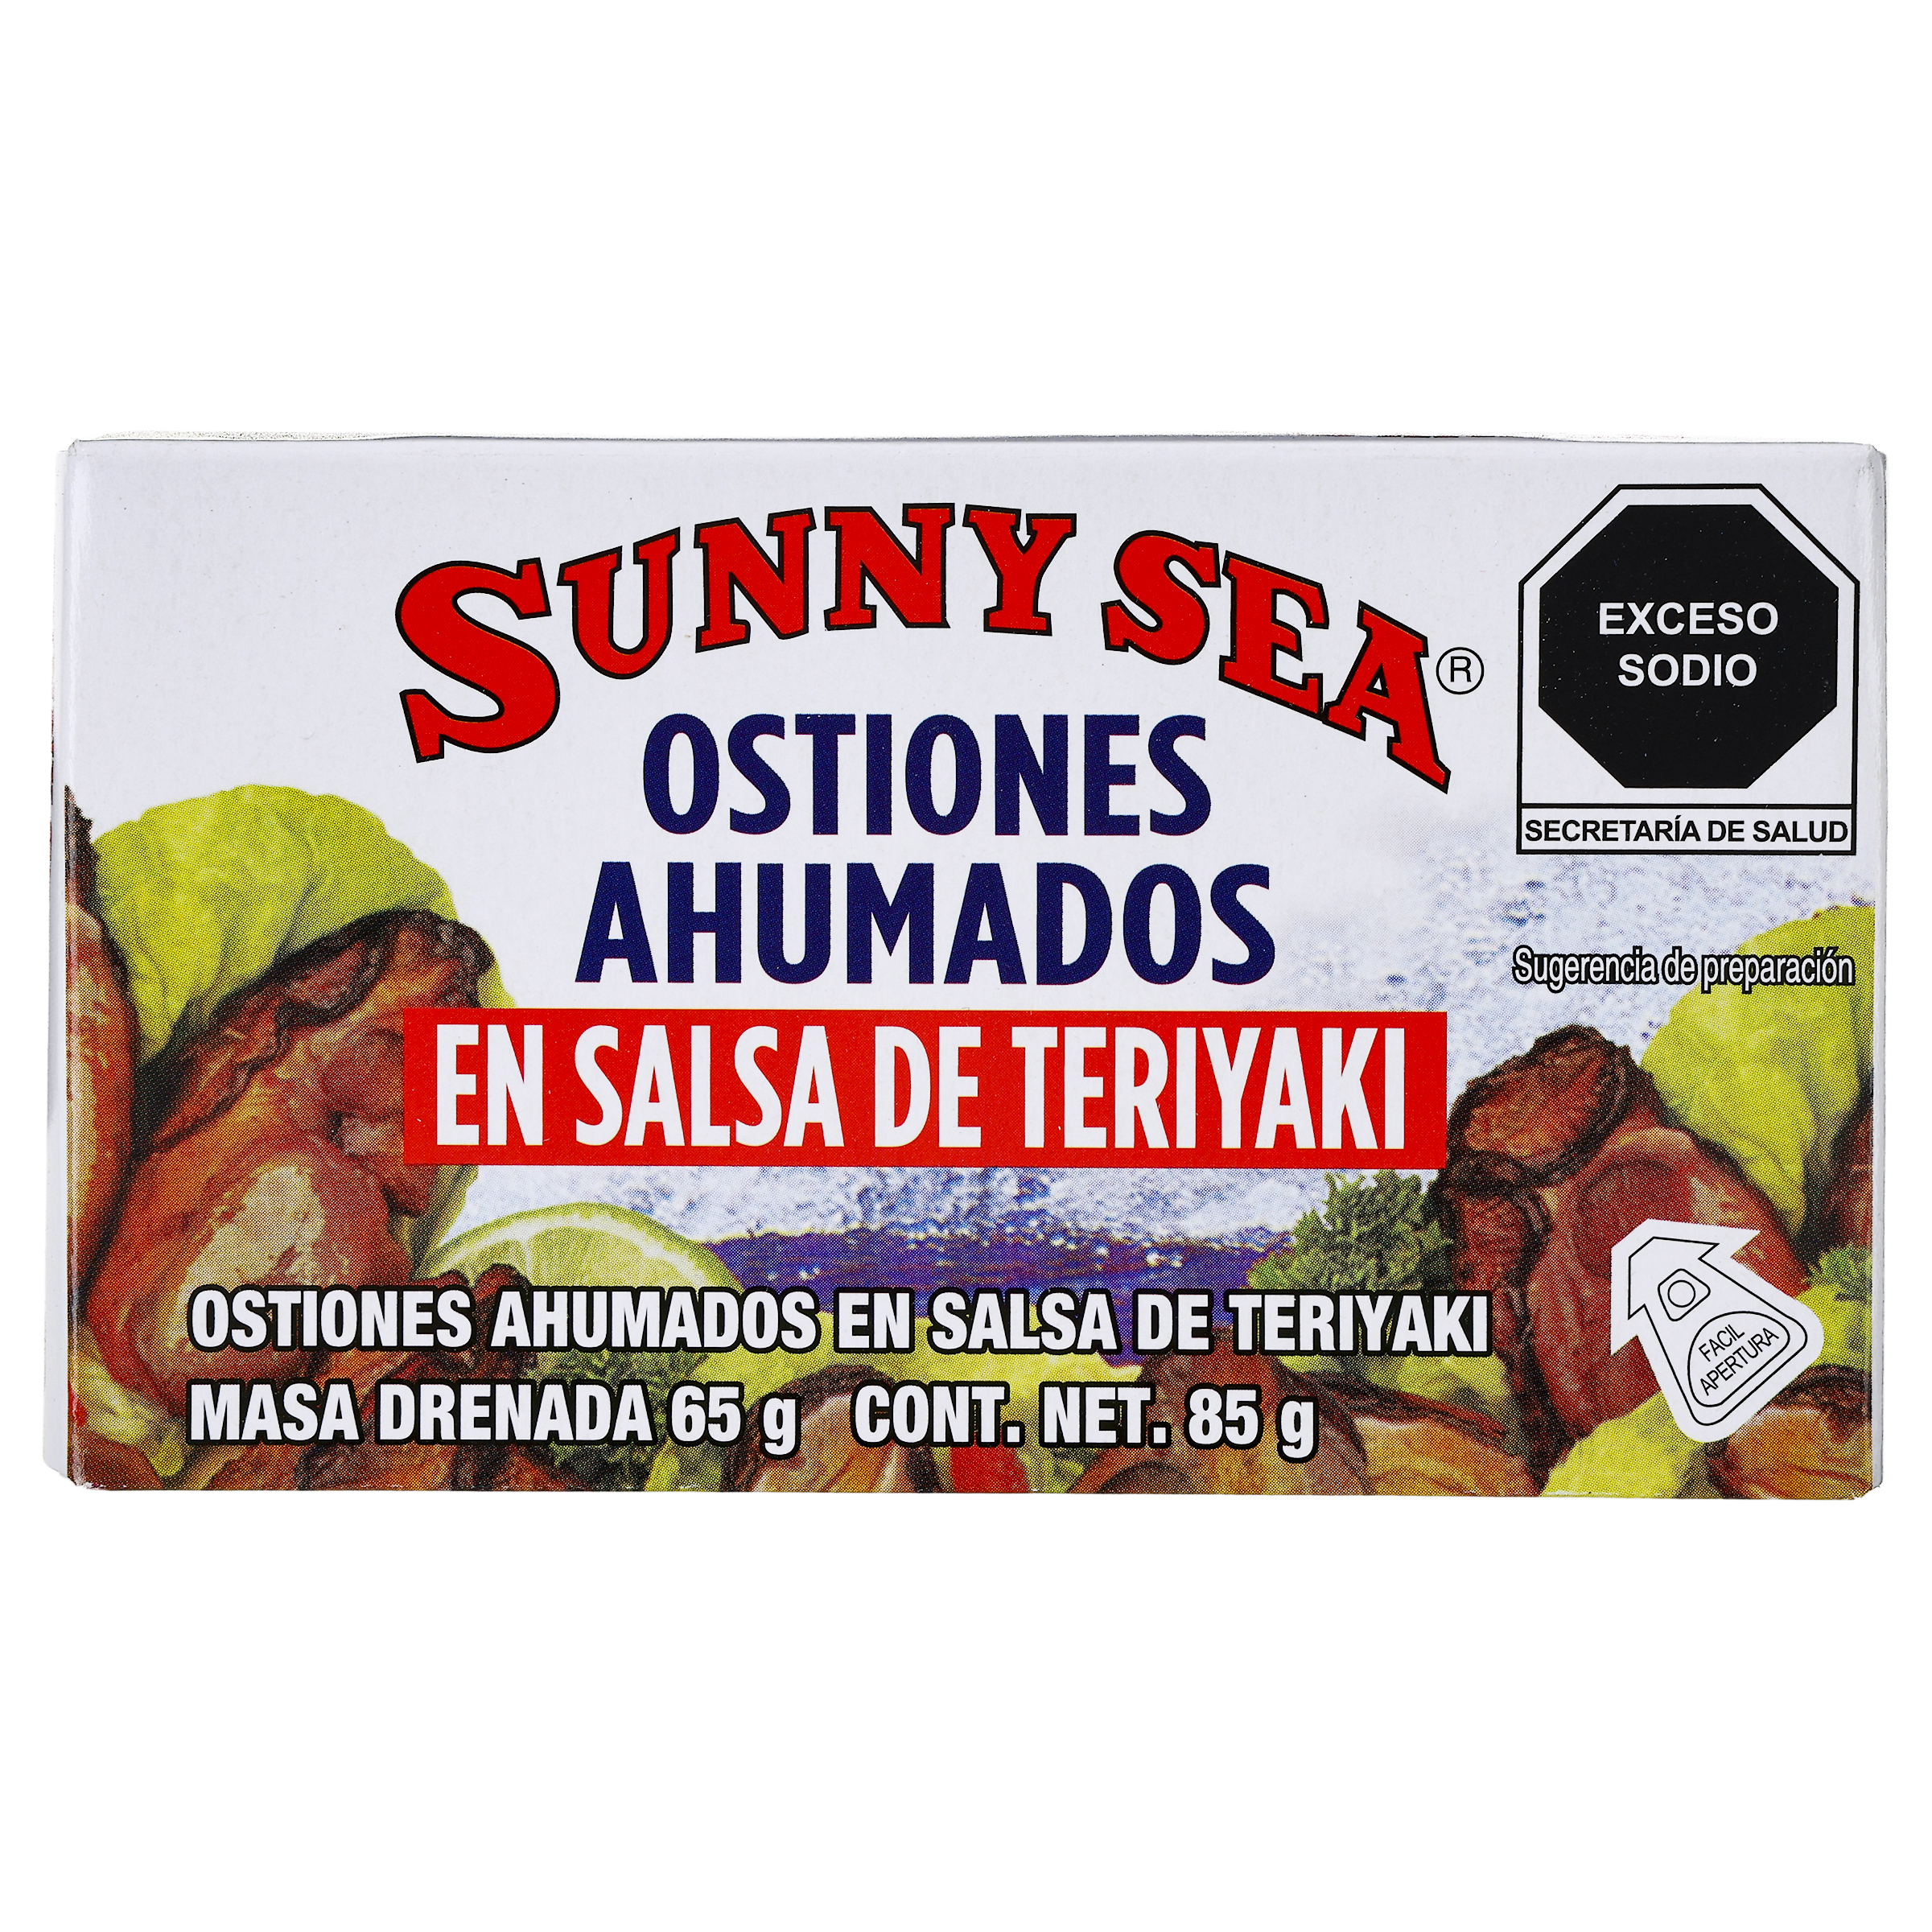 SUNNY SEA®
EXCESO
SODIO
SECRETARÍA DE SALUD
OSTIONES
AHUMADOS
Sugerencia de preparación
EN SALSA DE TERIYAKI
OSTIONES AHUMADOS EN SALSA DE TERIYAKI
MASA DRENADA 65 g CONT. NET. 85 g
FACIL
APERTURA